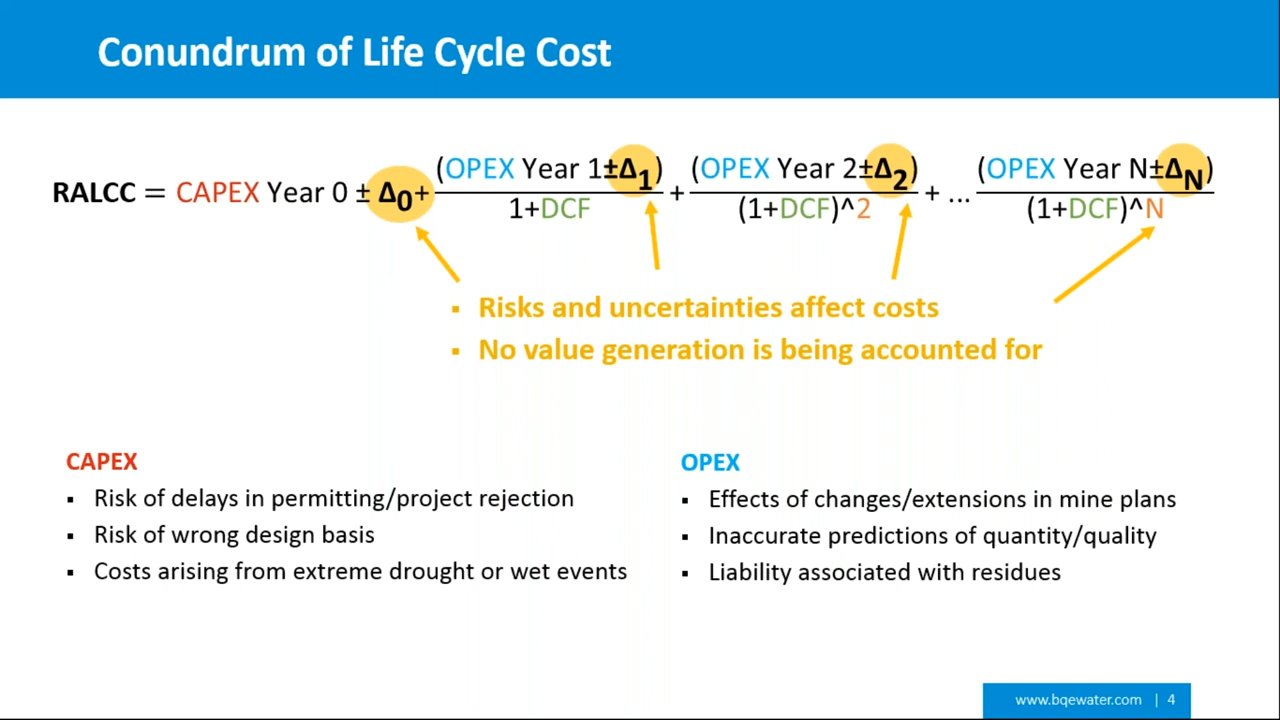 Conundrum of Life Cycle Cost
RALCC = CAPEX Year 0 ± Δ0+ (OPEX Year 1±Δ1) / 1+DCF + (OPEX Year 2±Δ2) / (1+DCF)^2 + ... (OPEX Year N±ΔN) / (1+DCF)^N
▪ Risks and uncertainties affect costs
▪ No value generation is being accounted for
CAPEX
▪ Risk of delays in permitting/project rejection
▪ Risk of wrong design basis
▪ Costs arising from extreme drought or wet events
OPEX
▪ Effects of changes/extensions in mine plans
▪ Inaccurate predictions of quantity/quality
▪ Liability associated with residues
www.bqewater.com | 4